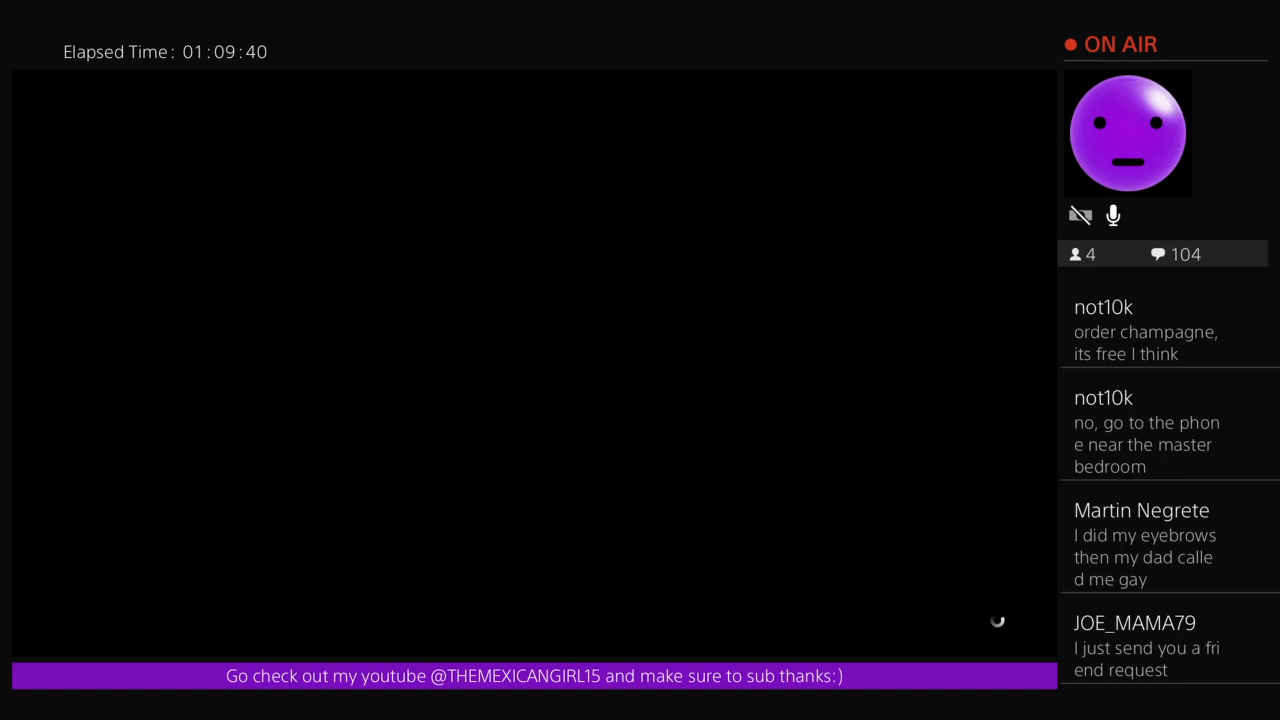 Elapsed Time: 01:09:40
ON AIR
4 104
not10k
order champagne,
its free I think
not10k
no, go to the phon
e near the master
bedroom
Martin Negrete
I did my eyebrows
then my dad calle
d me gay
JOE_MAMA79
I just send you a fri
end request
Go check out my youtube @THEMEXICANGIRL15 and make sure to sub thanks:)